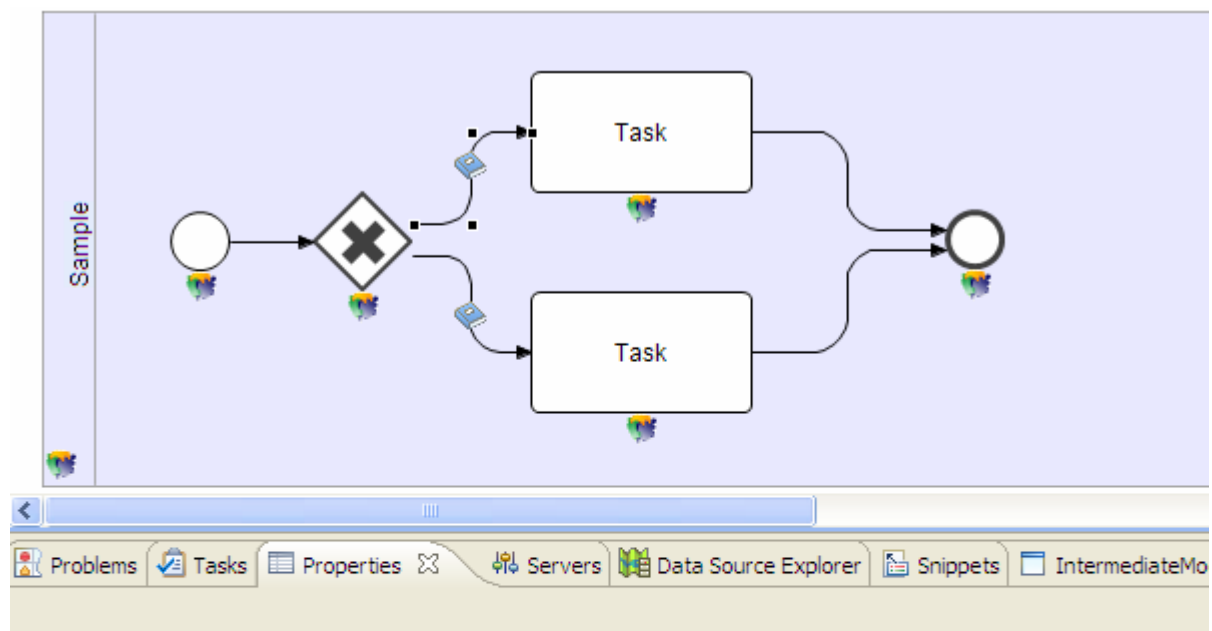 Sample
Task
Task
Problems Tasks Properties Servers Data Source Explorer Snippets IntermediateMo